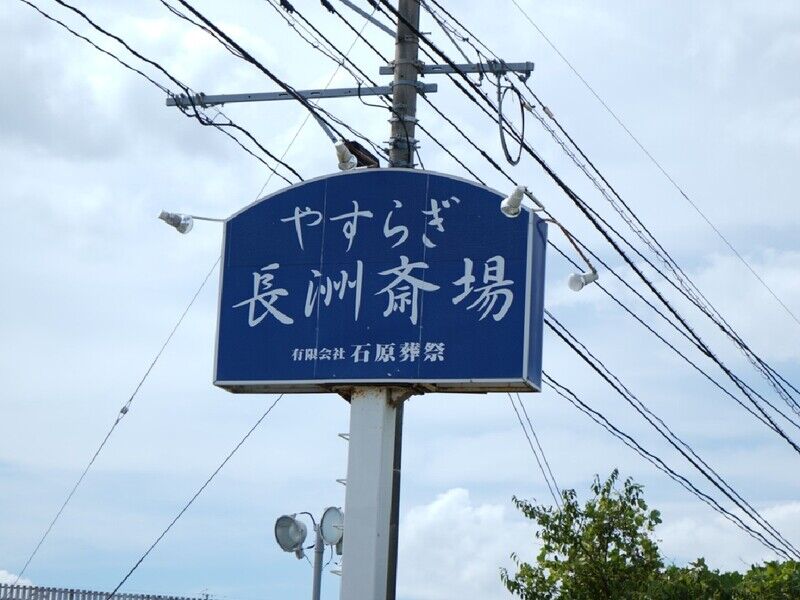 やすらぎ
長洲斎場
有限会社 石原葬祭